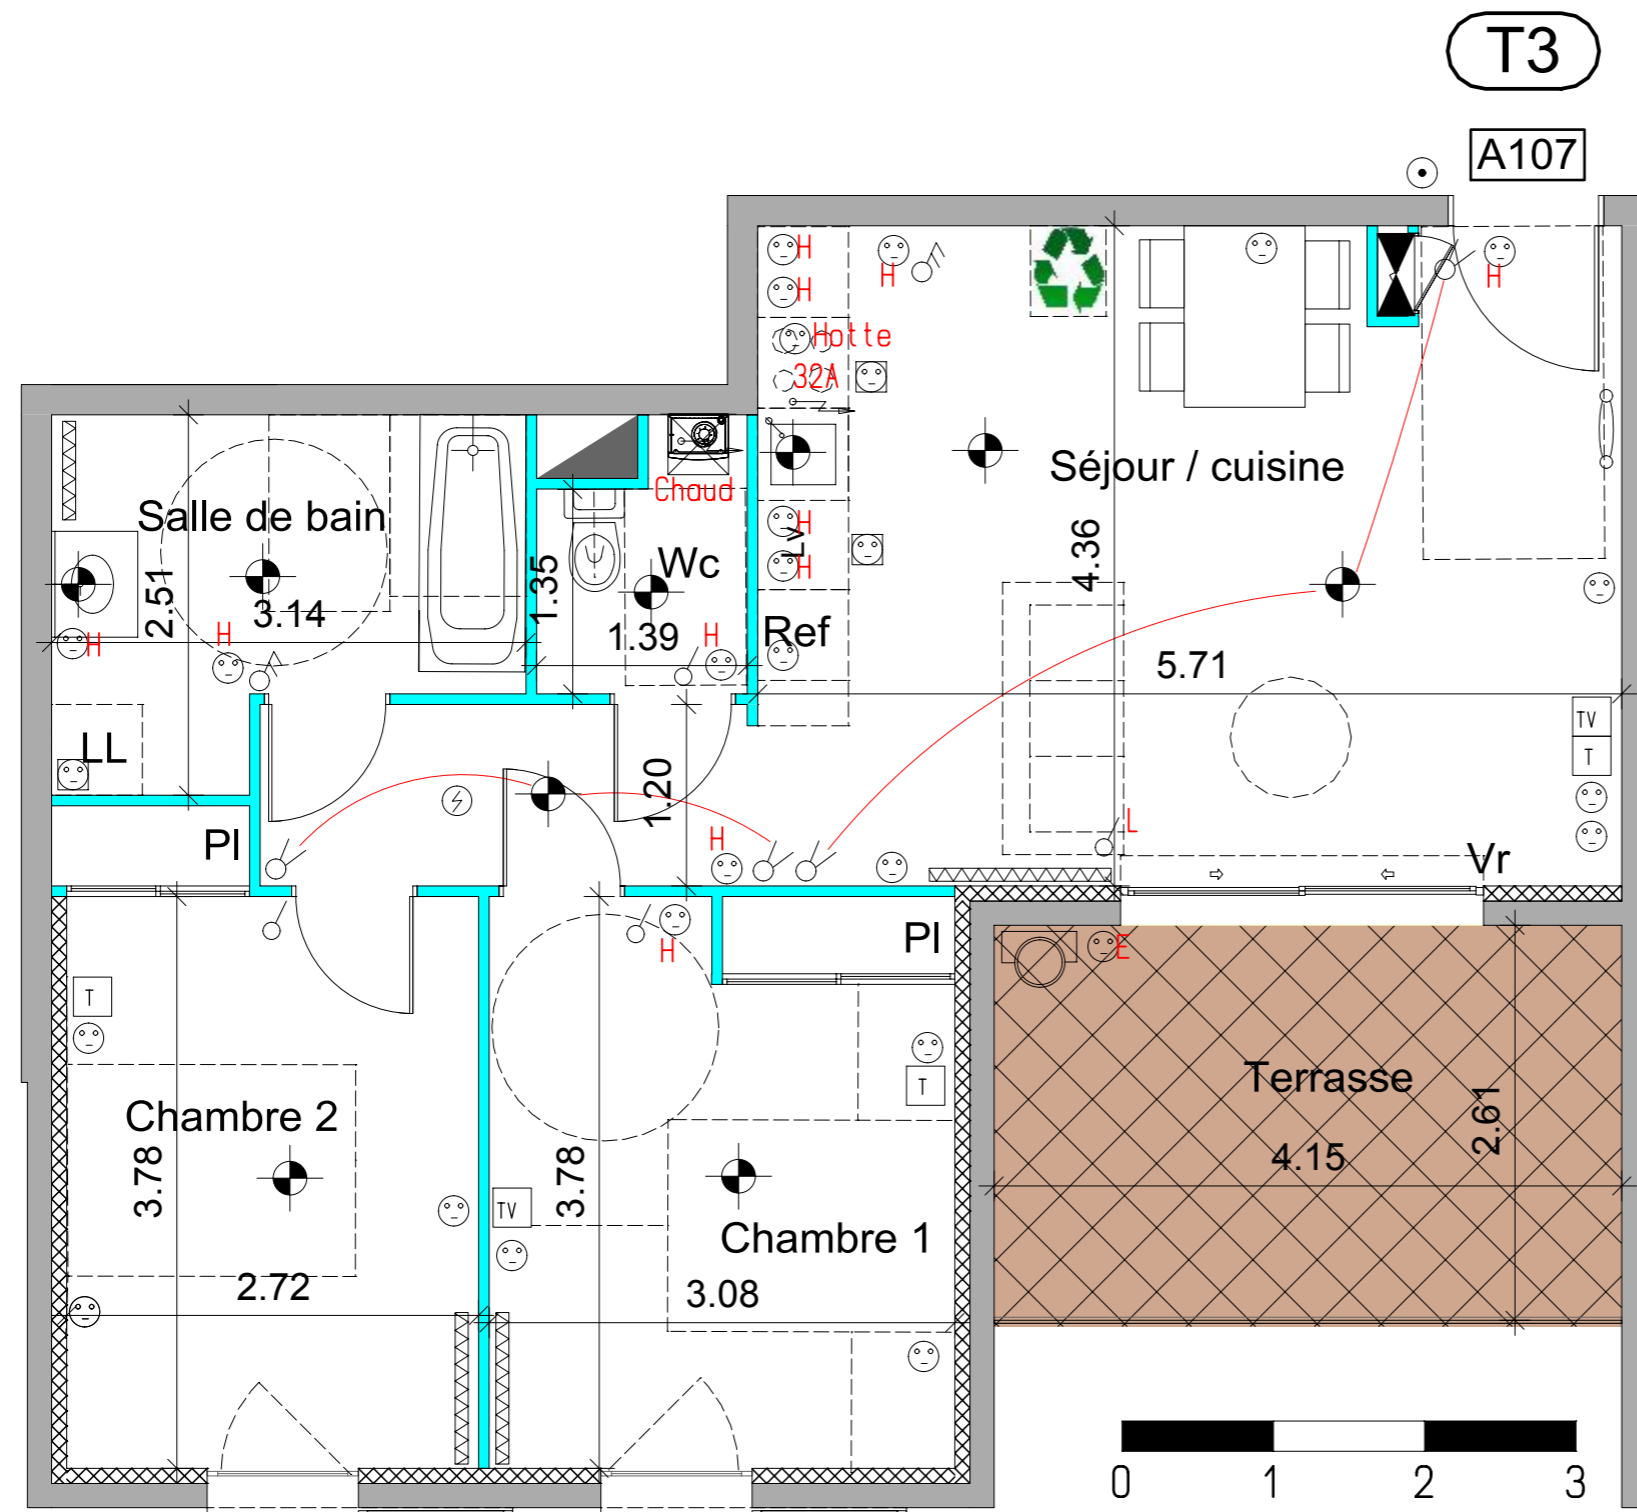 T3
A107
H
H
H
H
Hotte
32A
Séjour / cuisine
Chaud
Salle de bain
H
Lv
H
4.36
Wc
1.35
2.51
3.14
1.39
H
H
H
Ref
5.71
TV
T
LL
1.20
L
H
Pl
Vr
Pl
H
E
T
T
Chambre 2
Terrasse
2.61
4.15
3.78
3.78
TV
Chambre 1
2.72
3.08
0 1 2 3